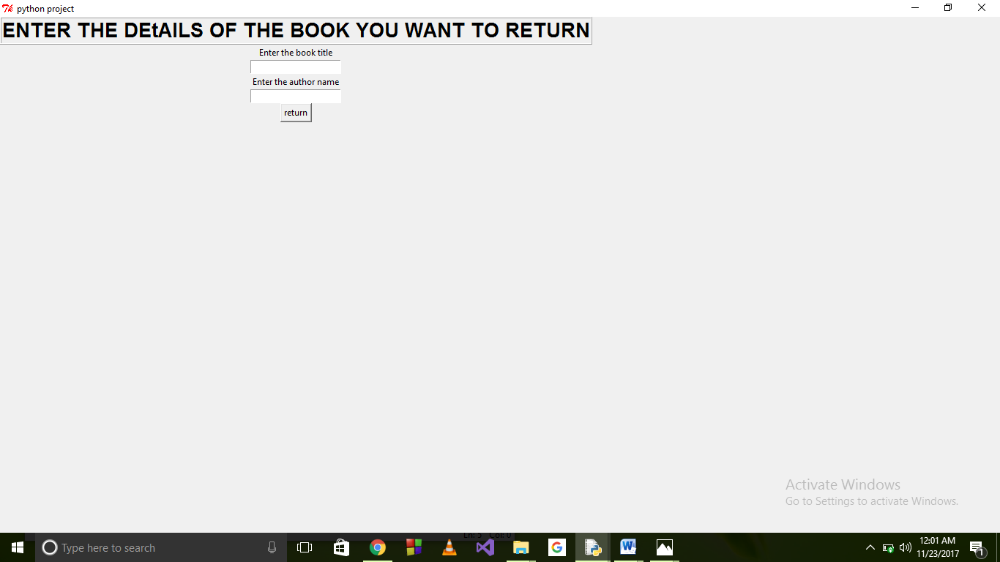 python project
ENTER THE DEtAILS OF THE BOOK YOU WANT TO RETURN
Enter the book title
Enter the author name
return
Activate Windows
Go to Settings to activate Windows.
Ln: 5 Col: 0
Type here to search
12:01 AM
11/23/2017
1